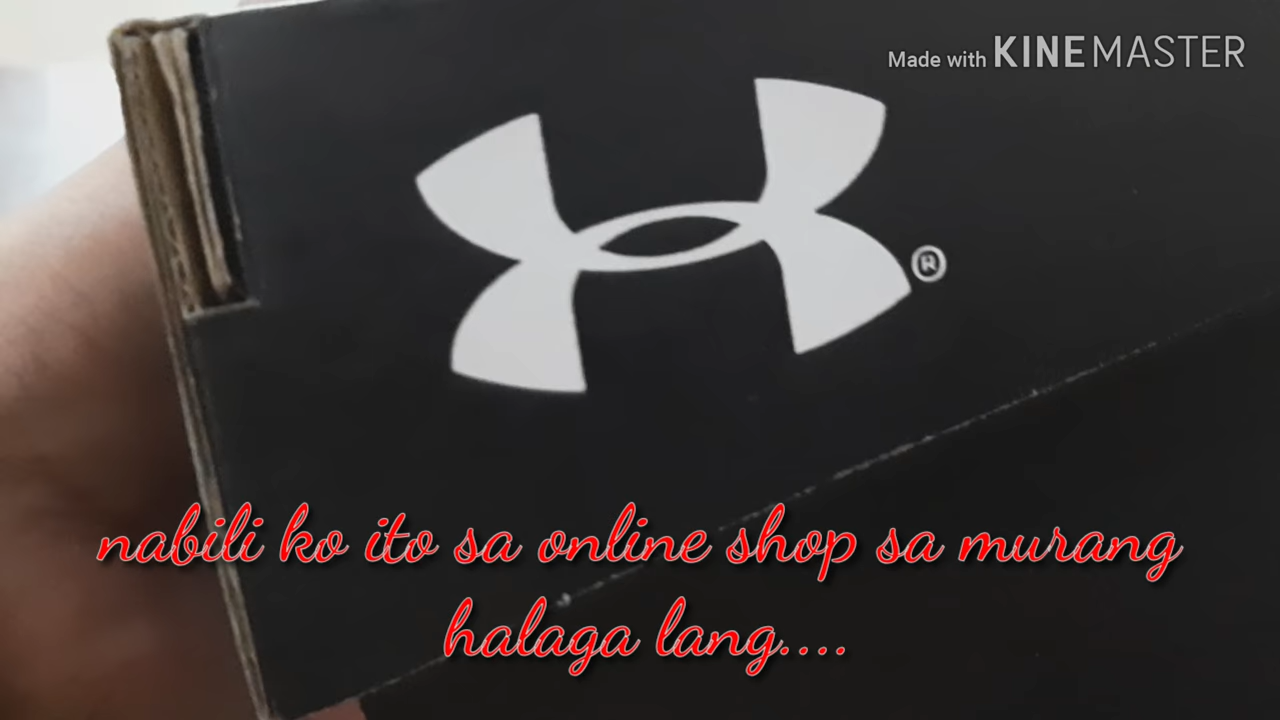 Made with KINEMASTER
®
nabili ko ito sa online shop sa murang
halaga lang....